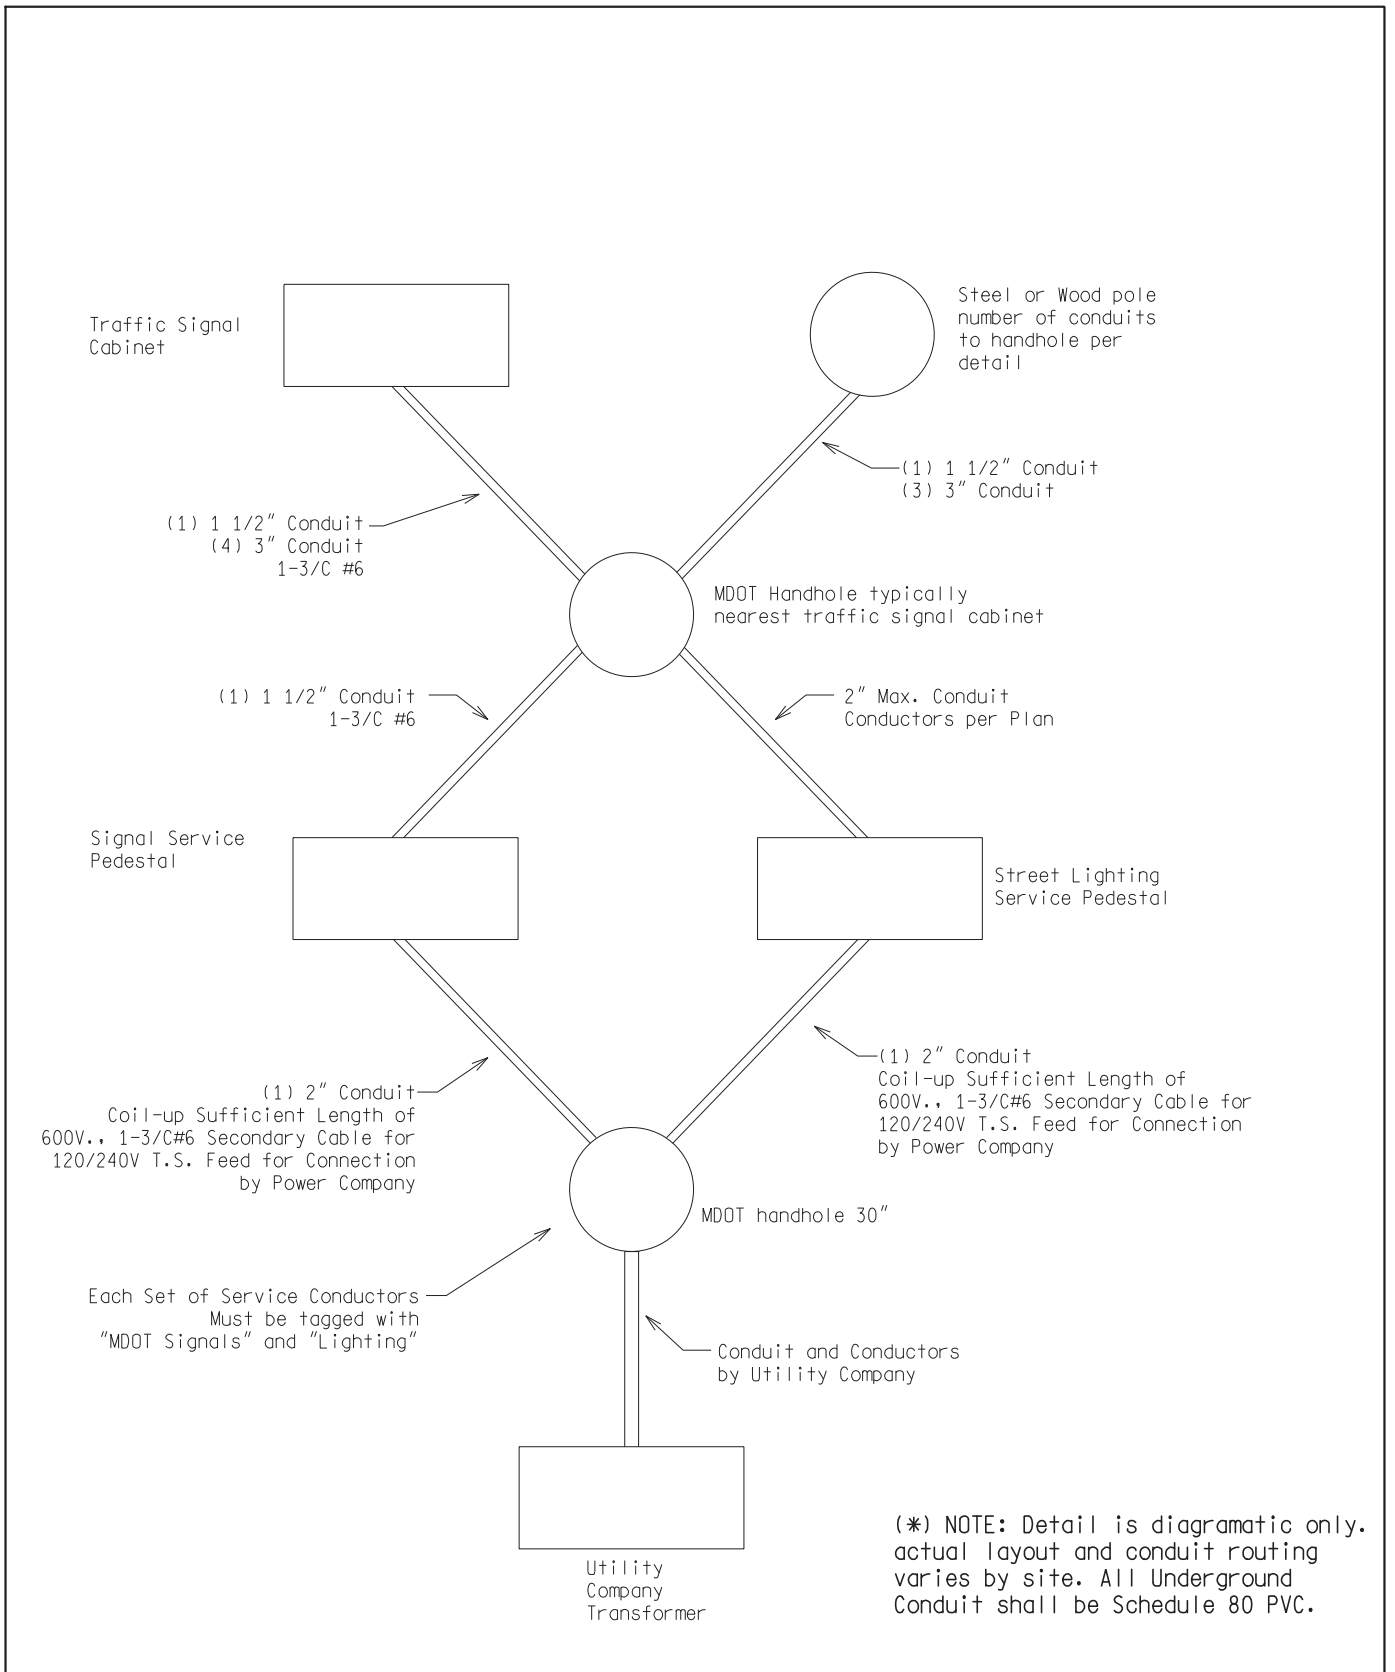 Traffic Signal
Cabinet
Steel or Wood pole
number of conduits
to handhole per
detail
(1) 1 1/2" Conduit
(3) 3" Conduit
(1) 1 1/2" Conduit
(4) 3" Conduit
1-3/C #6
MDOT Handhole typically
nearest traffic signal cabinet
(1) 1 1/2" Conduit
1-3/C #6
2" Max. Conduit
Conductors per Plan
Signal Service
Pedestal
Street Lighting
Service Pedestal
(1) 2" Conduit
Coil-up Sufficient Length of
600V., 1-3/C#6 Secondary Cable for
120/240V T.S. Feed for Connection
by Power Company
(1) 2" Conduit
Coil-up Sufficient Length of
600V., 1-3/C#6 Secondary Cable for
120/240V T.S. Feed for Connection
by Power Company
MDOT handhole 30"
Each Set of Service Conductors
Must be tagged with
"MDOT Signals" and "Lighting"
Conduit and Conductors
by Utility Company
Utility
Company
Transformer
(*) NOTE: Detail is diagramatic only.
actual layout and conduit routing
varies by site. All Underground
Conduit shall be Schedule 80 PVC.